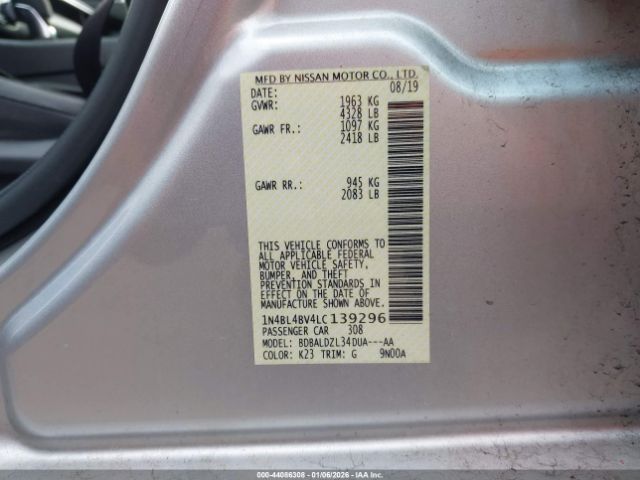 MFD BY NISSAN MOTOR CO., LTD.
DATE: 08/19
GVWR: 1963 KG
4328 LB
GAWR FR.: 1097 KG
2418 LB
GAWR RR.: 945 KG
2083 LB
THIS VEHICLE CONFORMS TO
ALL APPLICABLE FEDERAL
MOTOR VEHICLE SAFETY,
BUMPER, AND THEFT
PREVENTION STANDARDS IN
EFFECT ON THE DATE OF
MANUFACTURE SHOWN ABOVE.
1N4BL4BV4LC139296
PASSENGER CAR 308
MODEL: BDBALDZL34DUA---AA
COLOR: K23 TRIM: G 9N00A
000-44086308 - 01/06/2026 - IAA Inc.